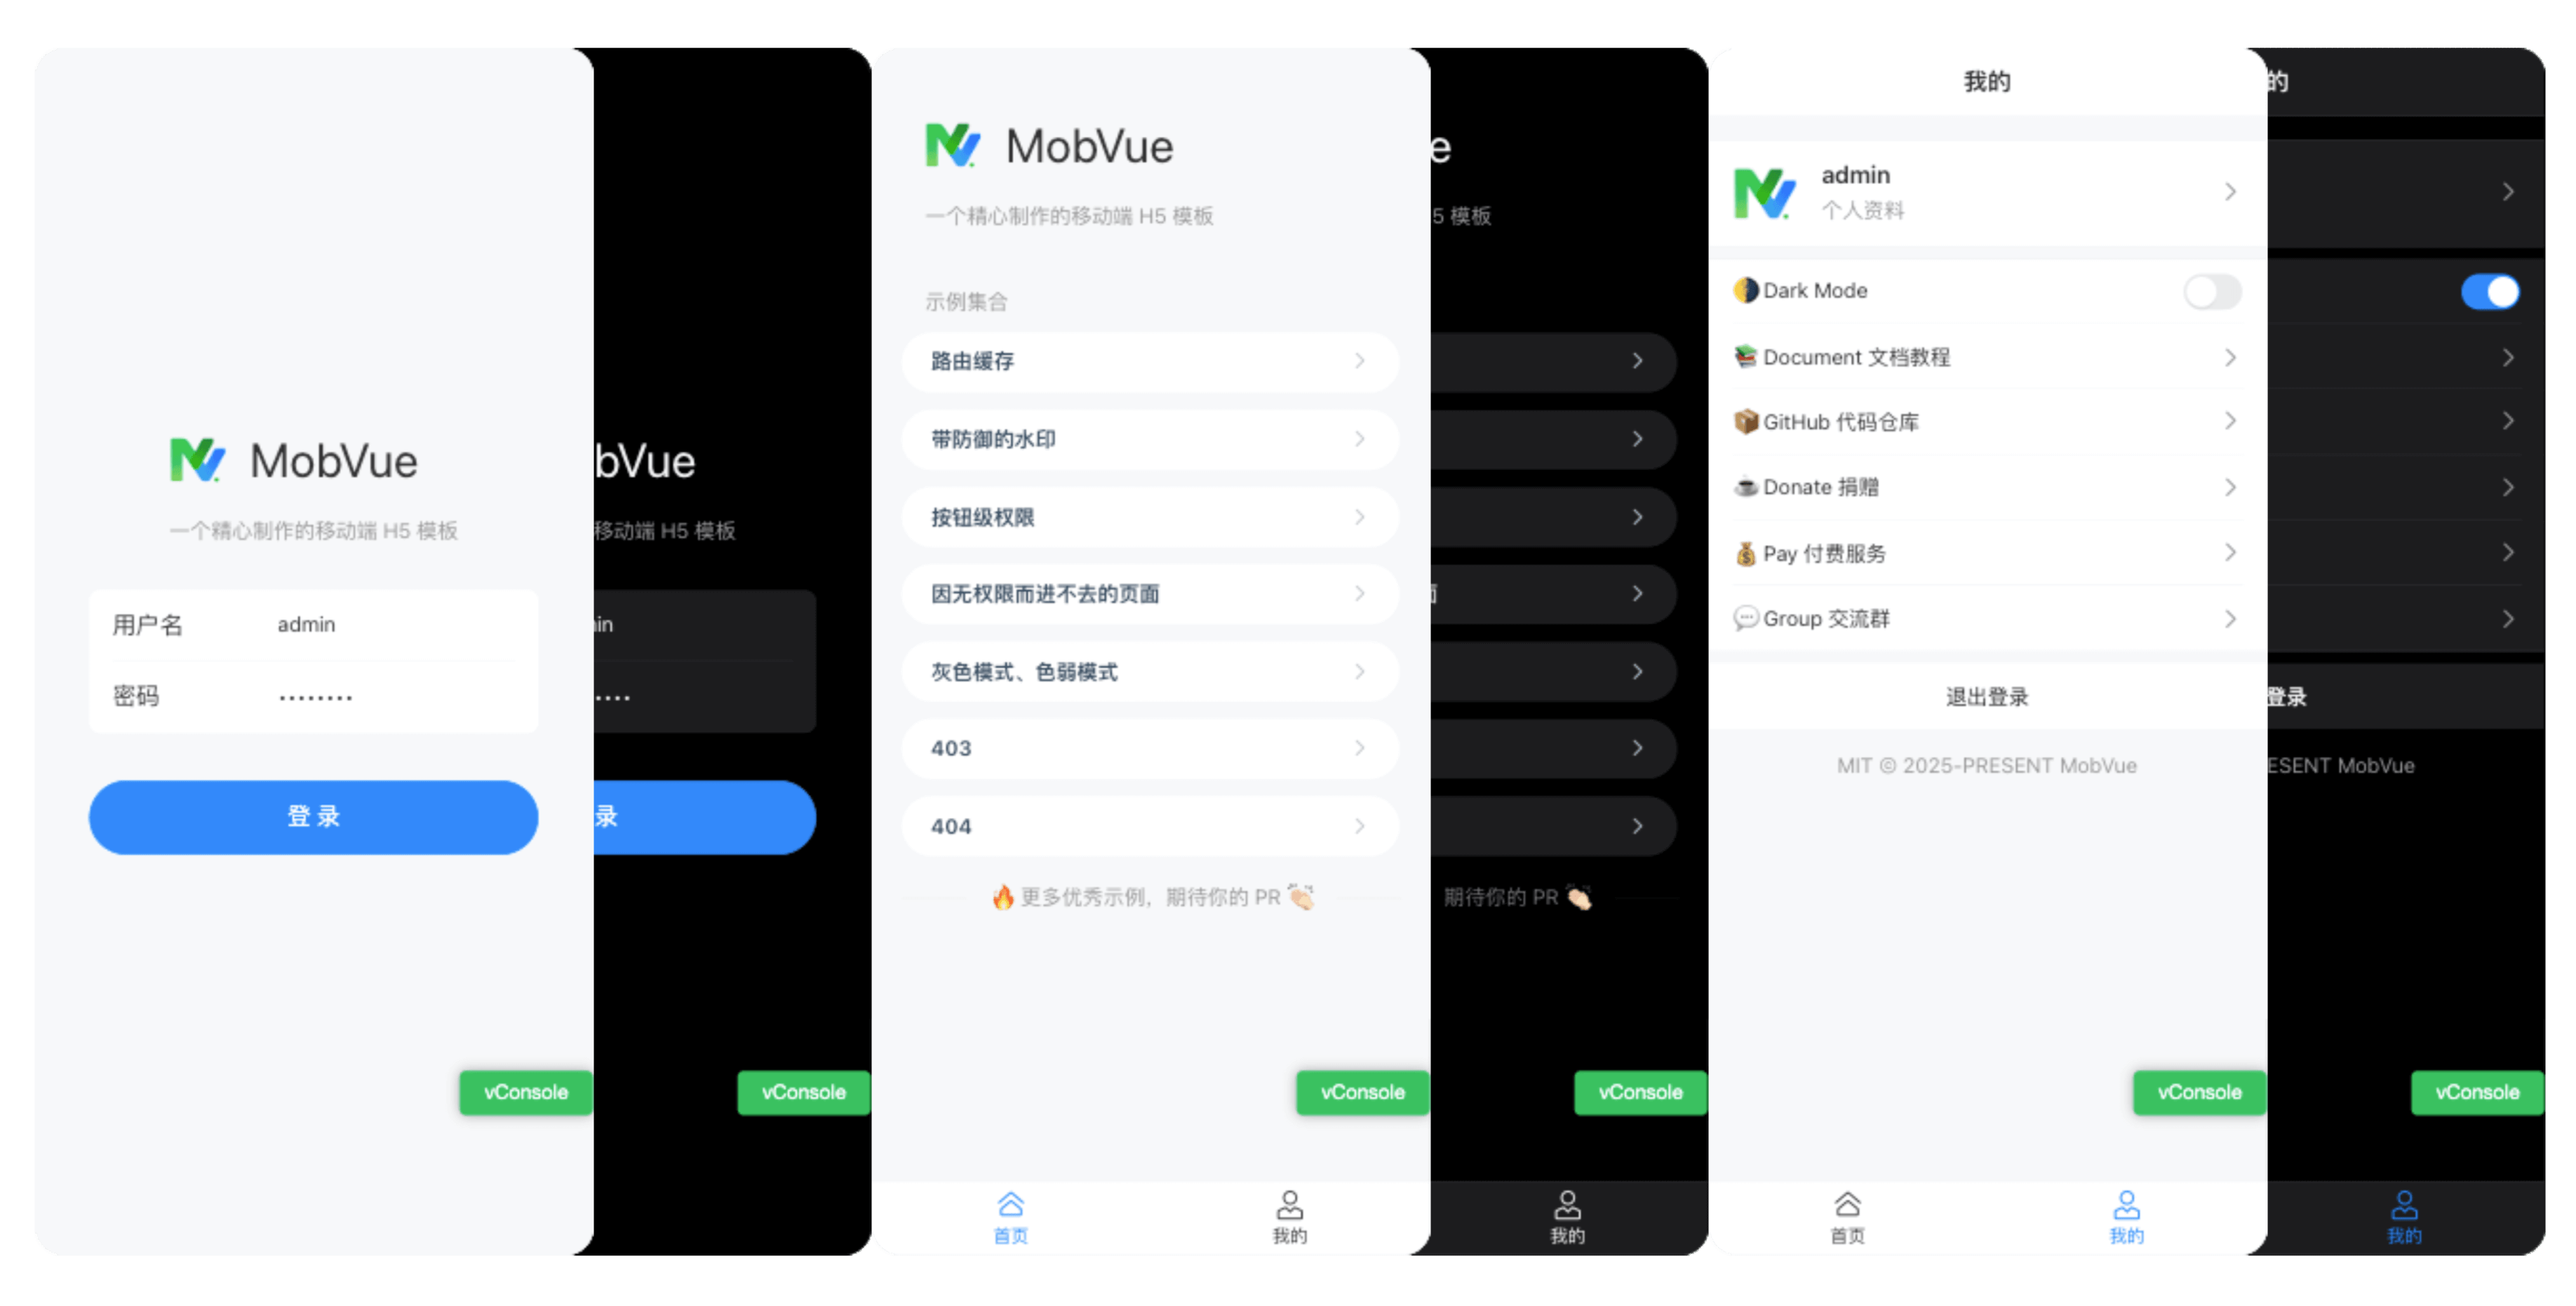 MobVue
一个精心制作的移动端 H5 模板
用户名 admin
密码 ········
登 录
vConsole
bVue
移动端 H5 模板
in
····
录
vConsole
MobVue
一个精心制作的移动端 H5 模板
示例集合
路由缓存
带防御的水印
按钮级权限
因无权限而进不去的页面
灰色模式、色弱模式
403
404
🔥 更多优秀示例，期待你的 PR 👏🏻
vConsole
首页 我的
e
5 模板
期待你的 PR 👏🏻
vConsole
我的
我的
admin
个人资料
🌗 Dark Mode
📚 Document 文档教程
📦 GitHub 代码仓库
☕ Donate 捐赠
💰 Pay 付费服务
💬 Group 交流群
退出登录
MIT © 2025-PRESENT MobVue
vConsole
首页 我的
的
登录
ESENT MobVue
vConsole
我的